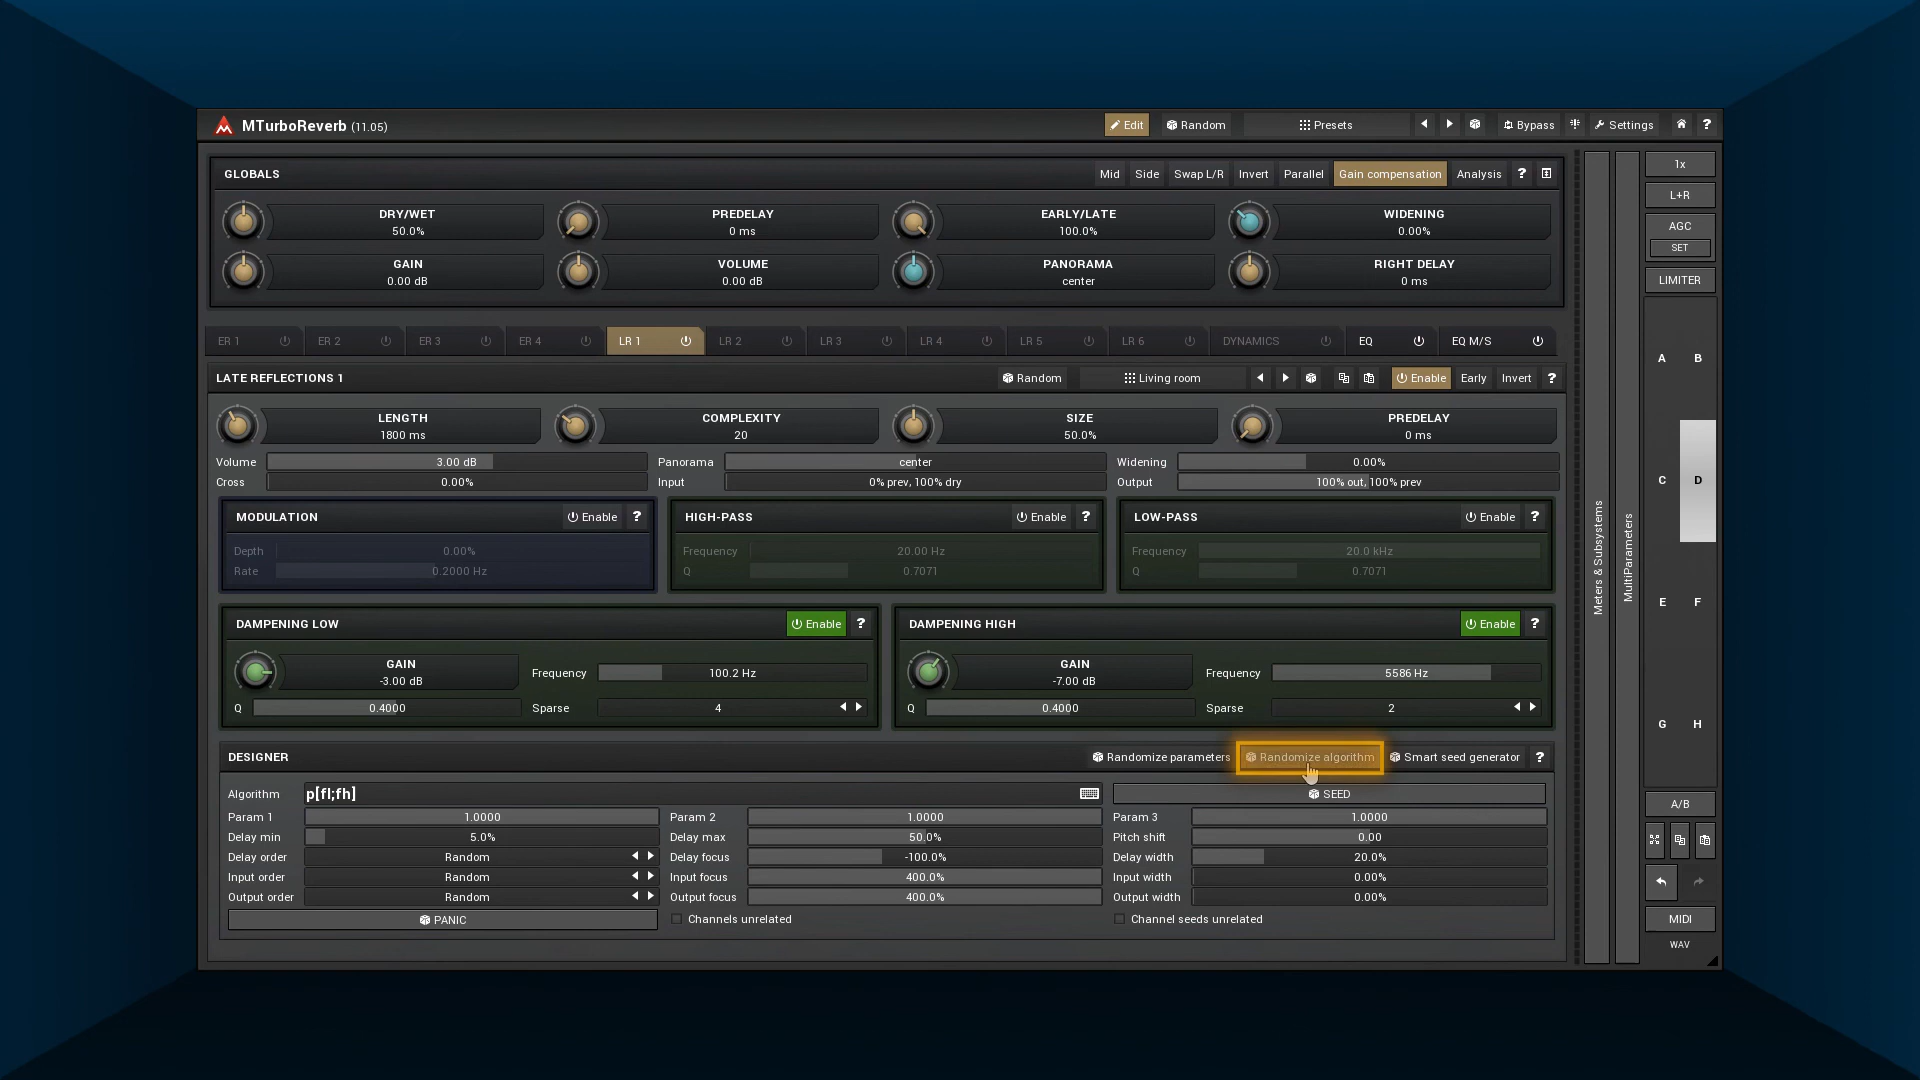 MTurboReverb (11.05) Edit Random Presets Bypass Settings ?
GLOBALS Mid Side Swap L/R Invert Parallel Gain compensation Analysis ?
DRY/WET PREDELAY EARLY/LATE WIDENING
50.0% 0 ms 100.0% 0.00%
GAIN VOLUME PANORAMA RIGHT DELAY
0.00 dB 0.00 dB center 0 ms
ER 1 ER 2 ER 3 ER 4 LR 1 LR 2 LR 3 LR 4 LR 5 LR 6 DYNAMICS EQ EQ M/S
LATE REFLECTIONS 1 Random Living room Enable Early Invert ?
LENGTH COMPLEXITY SIZE PREDELAY
1800 ms 20 50.0% 0 ms
Volume 3.00 dB Panorama center Widening 0.00%
Cross 0.00% Input 0% prev, 100% dry Output 100% out, 100% prev
MODULATION Enable ? HIGH-PASS Enable ? LOW-PASS Enable ?
Depth 0.00% Frequency 20.00 Hz Frequency 20.0 kHz
Rate 0.2000 Hz Q 0.7071 Q 0.7071
DAMPENING LOW Enable ? DAMPENING HIGH Enable ?
GAIN GAIN
-3.00 dB Frequency 100.2 Hz -7.00 dB Frequency 5586 Hz
Q 0.4000 Sparse 4 Q 0.4000 Sparse 2
DESIGNER Randomize parameters Randomize algorithm Smart seed generator ?
Algorithm p[fl;fh] SEED
Param 1 1.0000 Param 2 1.0000 Param 3 1.0000
Delay min 5.0% Delay max 50.0% Pitch shift 0.00
Delay order Random Delay focus -100.0% Delay width 20.0%
Input order Random Input focus 400.0% Input width 0.00%
Output order Random Output focus 400.0% Output width 0.00%
PANIC Channels unrelated Channel seeds unrelated
Meters & Subsystems
MultiParameters
1x
L+R
AGC
SET
LIMITER
A B
C D
E F
G H
A/B
MIDI
WAV